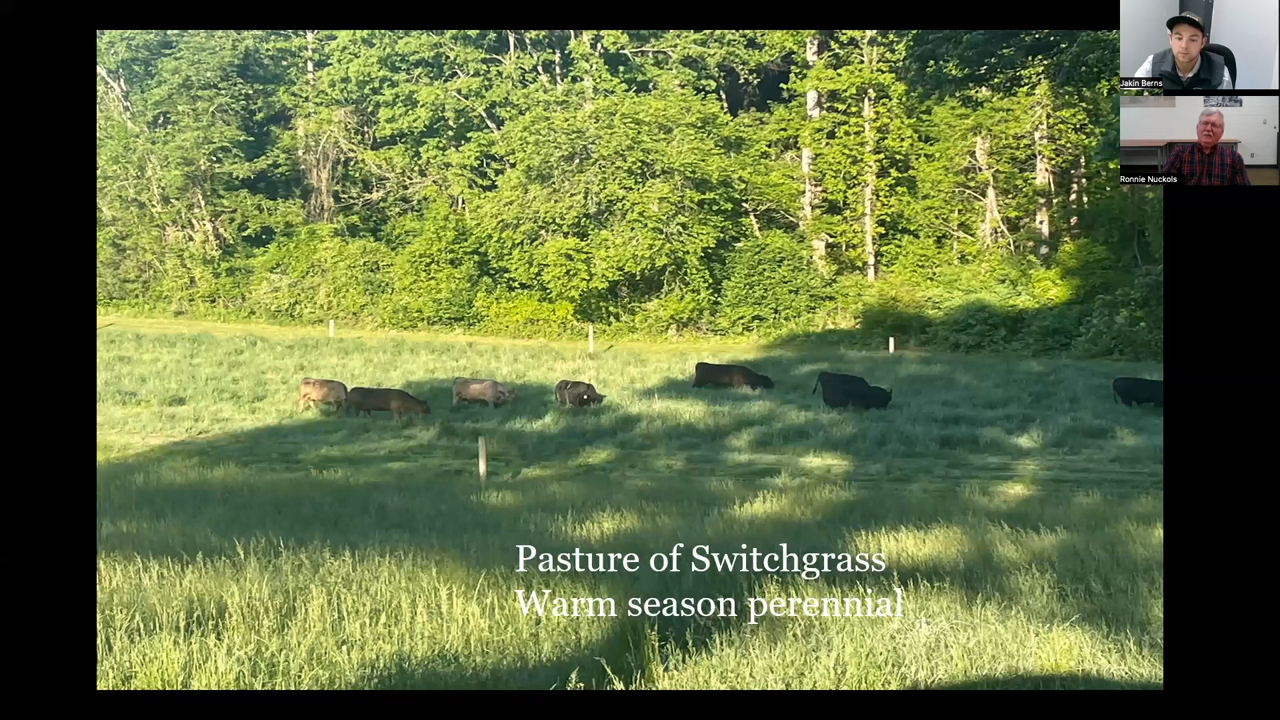 Jakin Berns
Ronnie Nuckols
Pasture of Switchgrass
Warm season perennial